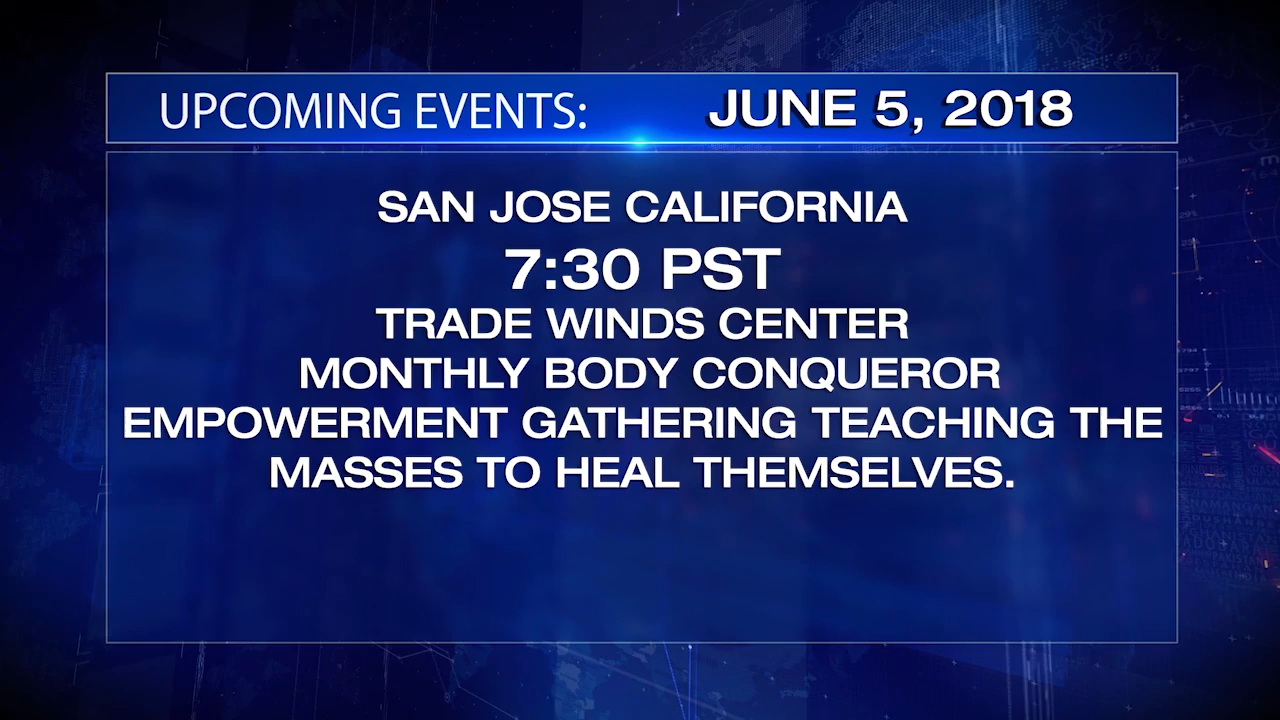 UPCOMING EVENTS: JUNE 5, 2018
SAN JOSE CALIFORNIA
7:30 PST
TRADE WINDS CENTER
MONTHLY BODY CONQUEROR
EMPOWERMENT GATHERING TEACHING THE
MASSES TO HEAL THEMSELVES.